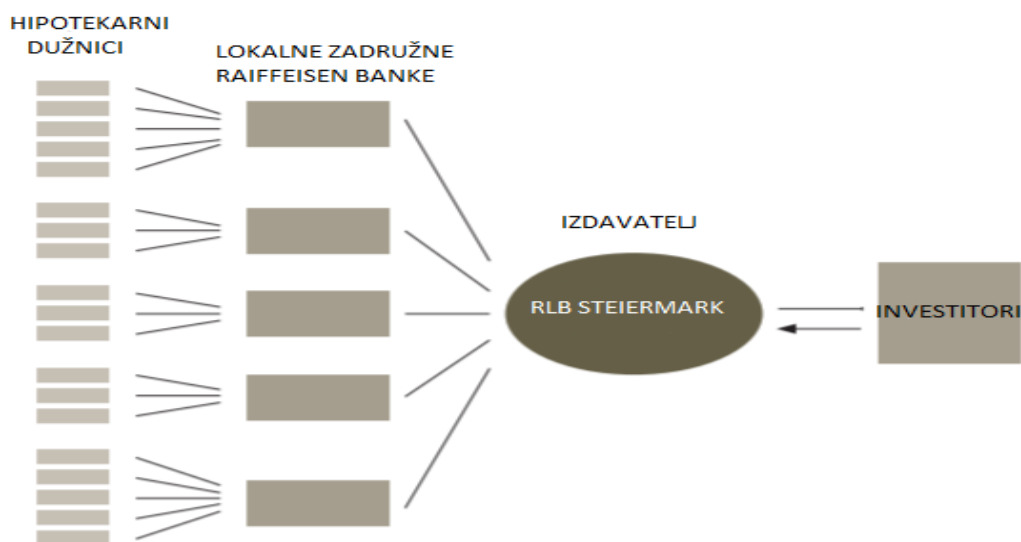 HIPOTEKARNI
DUŽNICI
LOKALNE ZADRUŽNE
RAIFFEISEN BANKE
IZDAVATELJ
RLB STEIERMARK
INVESTITORI